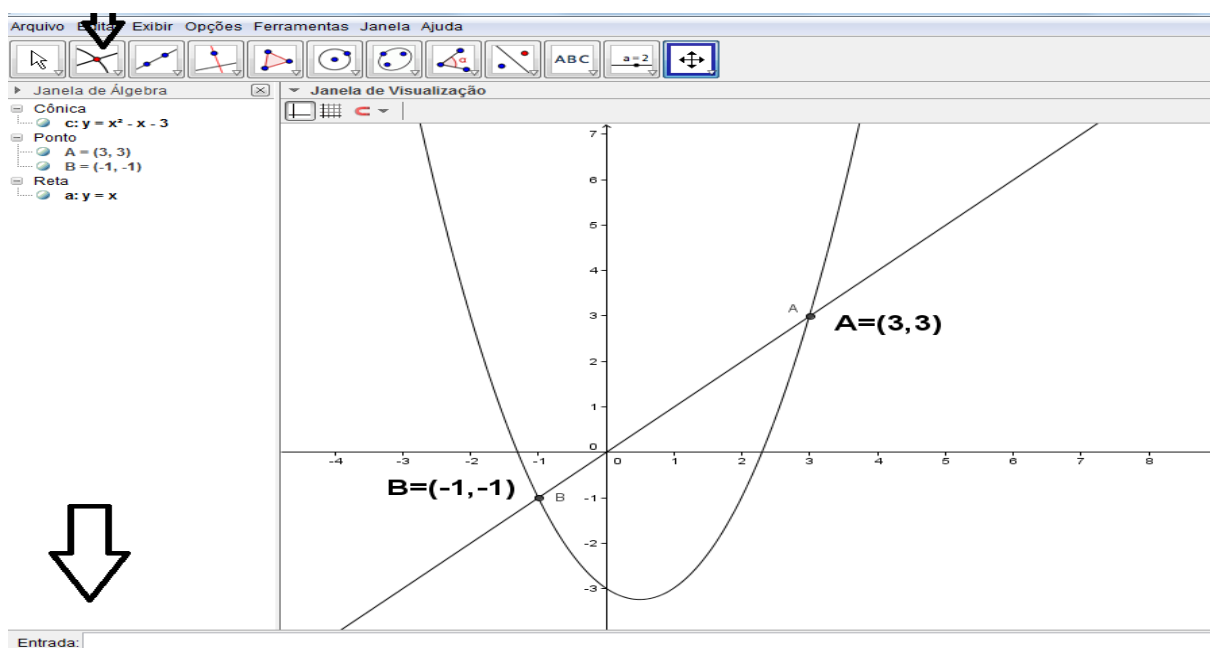 Arquivo Editar Exibir Opções Ferramentas Janela Ajuda
ABC
a=2
Janela de Álgebra
Janela de Visualização
Cônica
c: y = x² - x - 3
Ponto
A = (3, 3)
B = (-1, -1)
Reta
a: y = x
7
6
5
4
3
2
1
0
-1
-2
-3
-4 -3 -2 -1 0 1 2 3 4 5 6 7 8
A
A=(3,3)
B=(-1,-1)
B
α
Entrada: